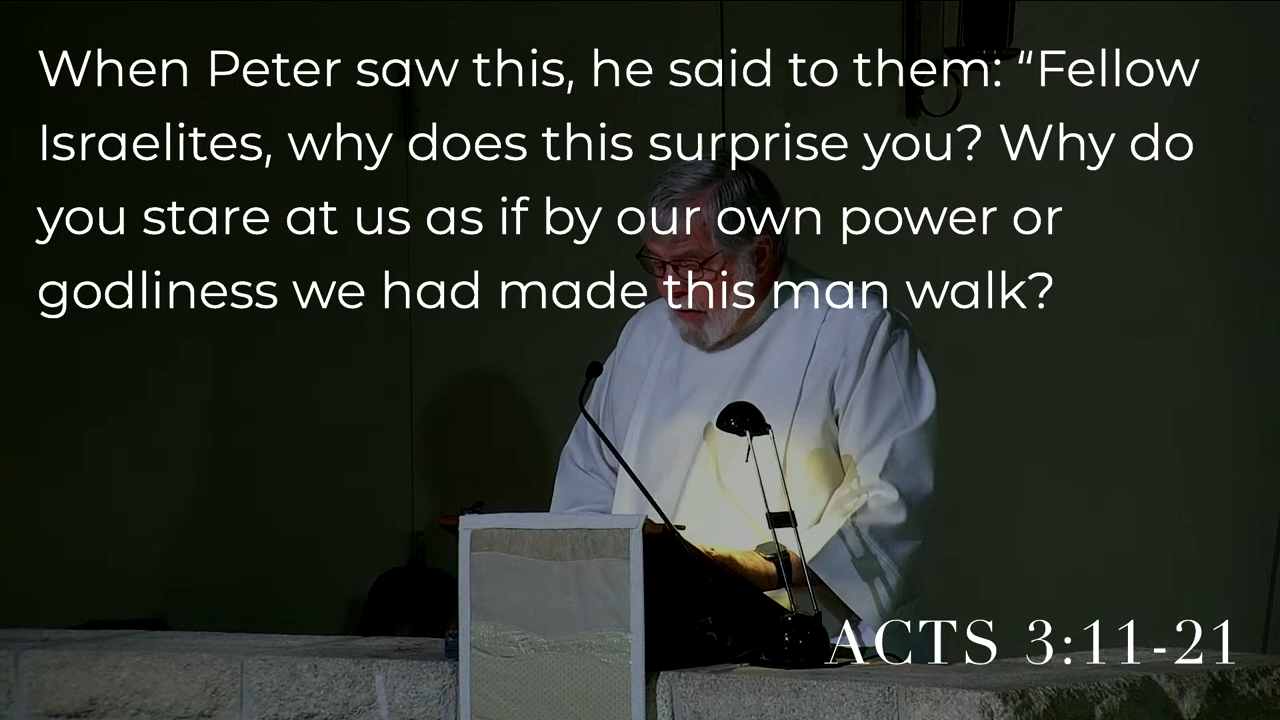 When Peter saw this, he said to them: “Fellow
Israelites, why does this surprise you? Why do
you stare at us as if by our own power or
godliness we had made this man walk?
ACTS 3:11-21